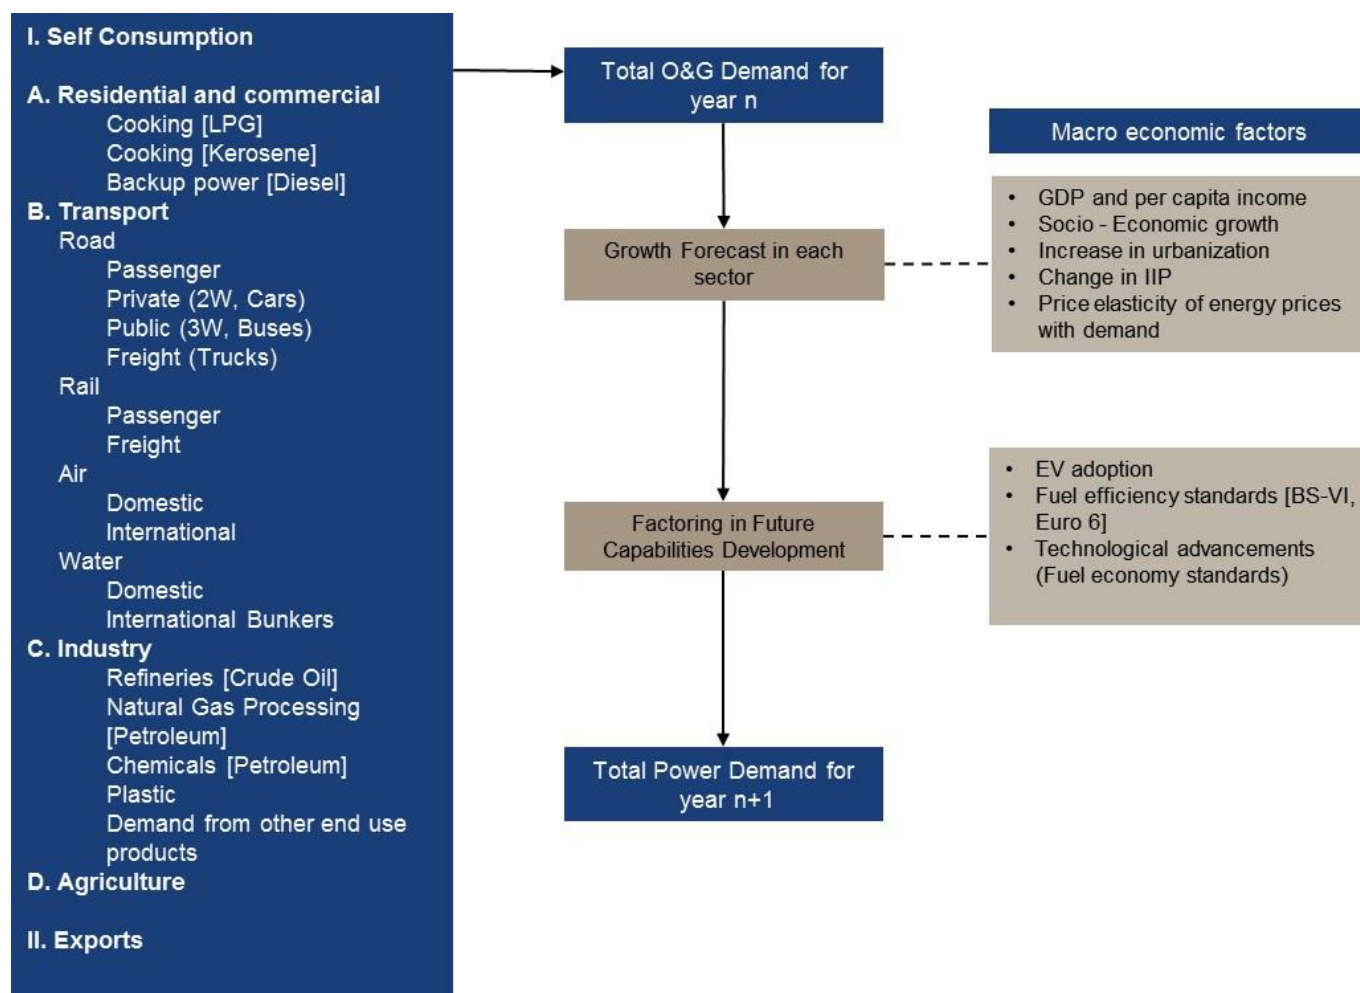 I. Self Consumption
A. Residential and commercial
Cooking [LPG]
Cooking [Kerosene]
Backup power [Diesel]
B. Transport
Road
Passenger
Private (2W, Cars)
Public (3W, Buses)
Freight (Trucks)
Rail
Passenger
Freight
Air
Domestic
International
Water
Domestic
International Bunkers
C. Industry
Refineries [Crude Oil]
Natural Gas Processing
[Petroleum]
Chemicals [Petroleum]
Plastic
Demand from other end use
products
D. Agriculture
II. Exports
Total O&G Demand for
year n
Growth Forecast in each
sector
Factoring in Future
Capabilities Development
Total Power Demand for
year n+1
Macro economic factors
• GDP and per capita income
• Socio - Economic growth
• Increase in urbanization
• Change in IIP
• Price elasticity of energy prices
with demand
• EV adoption
• Fuel efficiency standards [BS-VI,
Euro 6]
• Technological advancements
(Fuel economy standards)